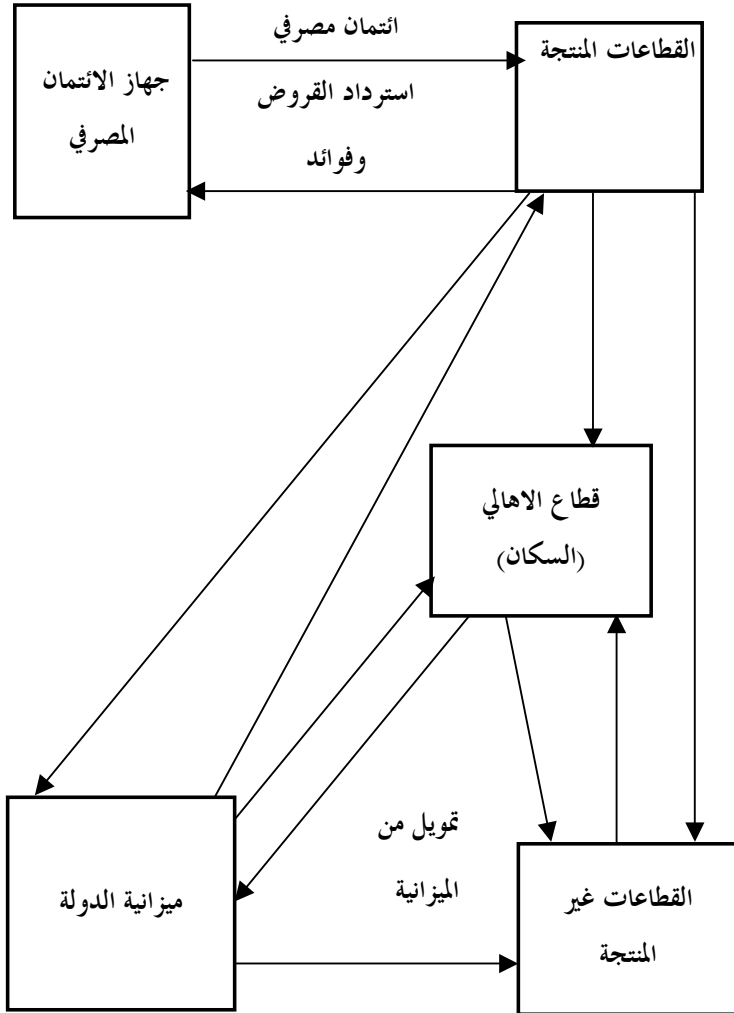 القطاعات المنتجة
ائتمان مصرفي
استرداد القروض
وفوائد
جهاز الائتمان
المصرفي
قطاع الاهالي
(السكان)
تمويل من
الميزانية
القطاعات غير
المنتجة
ميزانية الدولة